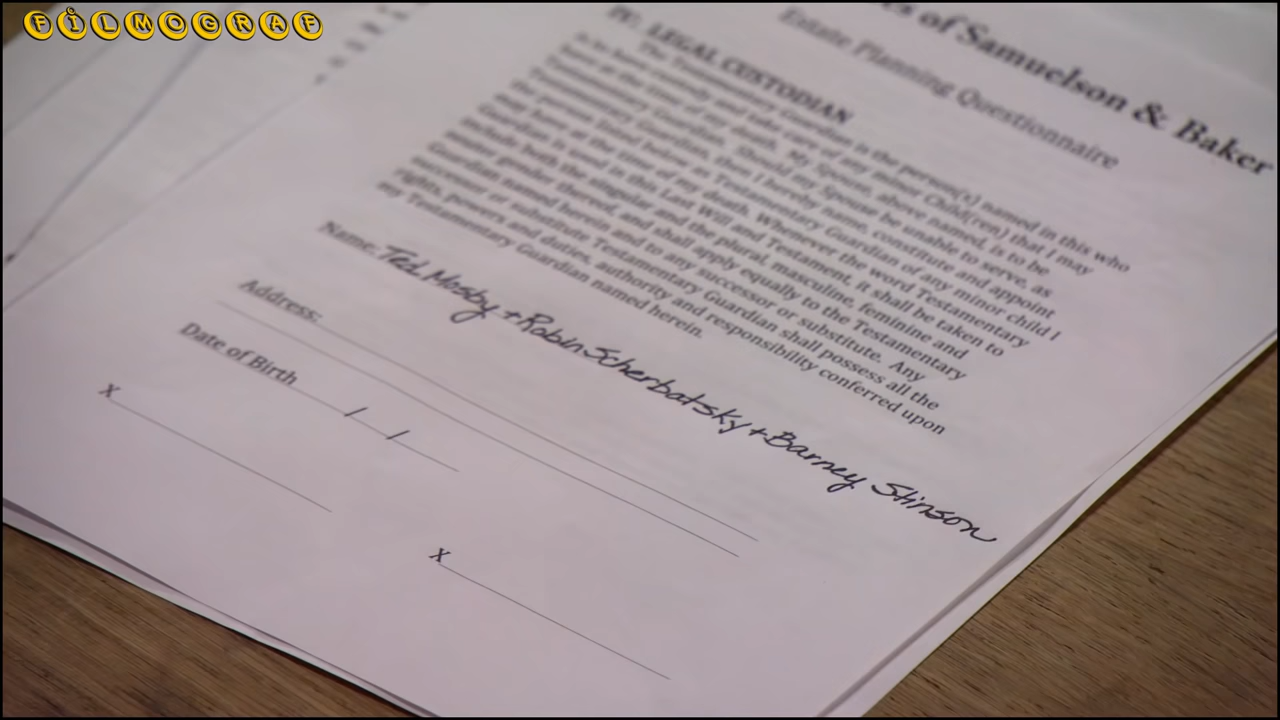 FİLMOGRAF
of Samuelson & Baker
Estate Planning Questionnaire
LEGAL CUSTODIAN
The Testamentary Guardian is the person(s) named in this who
is to have custody and take care of any minor Child(ren) that I may
have at the time of my death. My Spouse, above named, is to be
Testamentary Guardian. Should my Spouse be unable to serve, as
Testamentary Guardian, then I hereby name, constitute and appoint
the person(s) listed below as Testamentary Guardian of any minor child I
may have at the time of my death. Whenever the word Testamentary
Guardian is used in this Last Will and Testament, it shall be taken to
include both the singular and the plural, masculine, feminine and
neuter gender thereof, and shall apply equally to the Testamentary
Guardian named herein and to any successor or substitute. Any
successor or substitute Testamentary Guardian shall possess all the
rights, powers and duties, authority and responsibility conferred upon
my Testamentary Guardian named herein.
Name: Ted Mosby + Robin Scherbatsky + Barney Stinson
Address:
Date of Birth / /
X
X